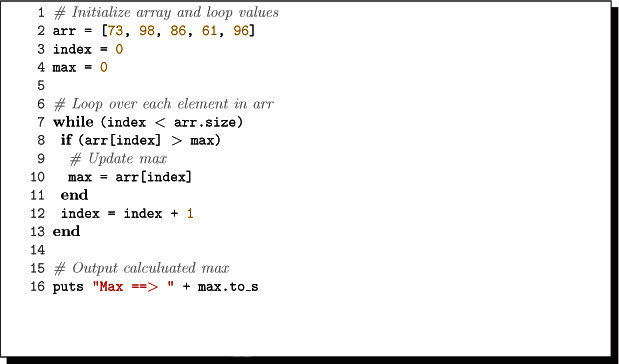 1 # Initialize array and loop values
2 arr = [73, 98, 86, 61, 96]
3 index = 0
4 max = 0
5
6 # Loop over each element in arr
7 while (index < arr.size)
8 if (arr[index] > max)
9 # Update max
10 max = arr[index]
11 end
12 index = index + 1
13 end
14
15 # Output calculuated max
16 puts "Max ==> " + max.to_s